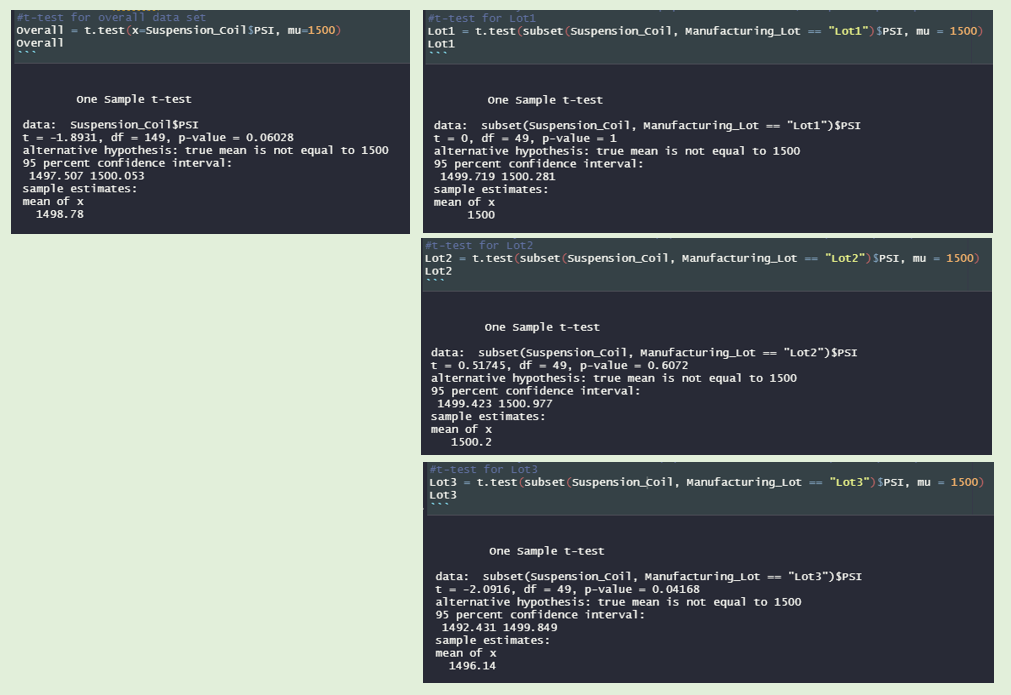 #t-test for overall data set
Overall = t.test(x=Suspension_Coil$PSI, mu=1500)
Overall
```
One Sample t-test
data:  Suspension_Coil$PSI
t = -1.8931, df = 149, p-value = 0.06028
alternative hypothesis: true mean is not equal to 1500
95 percent confidence interval:
1497.507 1500.053
sample estimates:
mean of x
1498.78
#t-test for Lot1
Lot1 = t.test(subset(Suspension_Coil, Manufacturing_Lot == "Lot1")$PSI, mu = 1500)
Lot1
```
One Sample t-test
data:  subset(Suspension_Coil, Manufacturing_Lot == "Lot1")$PSI
t = 0, df = 49, p-value = 1
alternative hypothesis: true mean is not equal to 1500
95 percent confidence interval:
1499.719 1500.281
sample estimates:
mean of x
1500
#t-test for Lot2
Lot2 = t.test(subset(Suspension_Coil, Manufacturing_Lot == "Lot2")$PSI, mu = 1500)
Lot2
```
One Sample t-test
data:  subset(Suspension_Coil, Manufacturing_Lot == "Lot2")$PSI
t = 0.51745, df = 49, p-value = 0.6072
alternative hypothesis: true mean is not equal to 1500
95 percent confidence interval:
1499.423 1500.977
sample estimates:
mean of x
1500.2
#t-test for Lot3
Lot3 = t.test(subset(Suspension_Coil, Manufacturing_Lot == "Lot3")$PSI, mu = 1500)
Lot3
```
One Sample t-test
data:  subset(Suspension_Coil, Manufacturing_Lot == "Lot3")$PSI
t = -2.0916, df = 49, p-value = 0.04168
alternative hypothesis: true mean is not equal to 1500
95 percent confidence interval:
1492.431 1499.849
sample estimates:
mean of x
1496.14